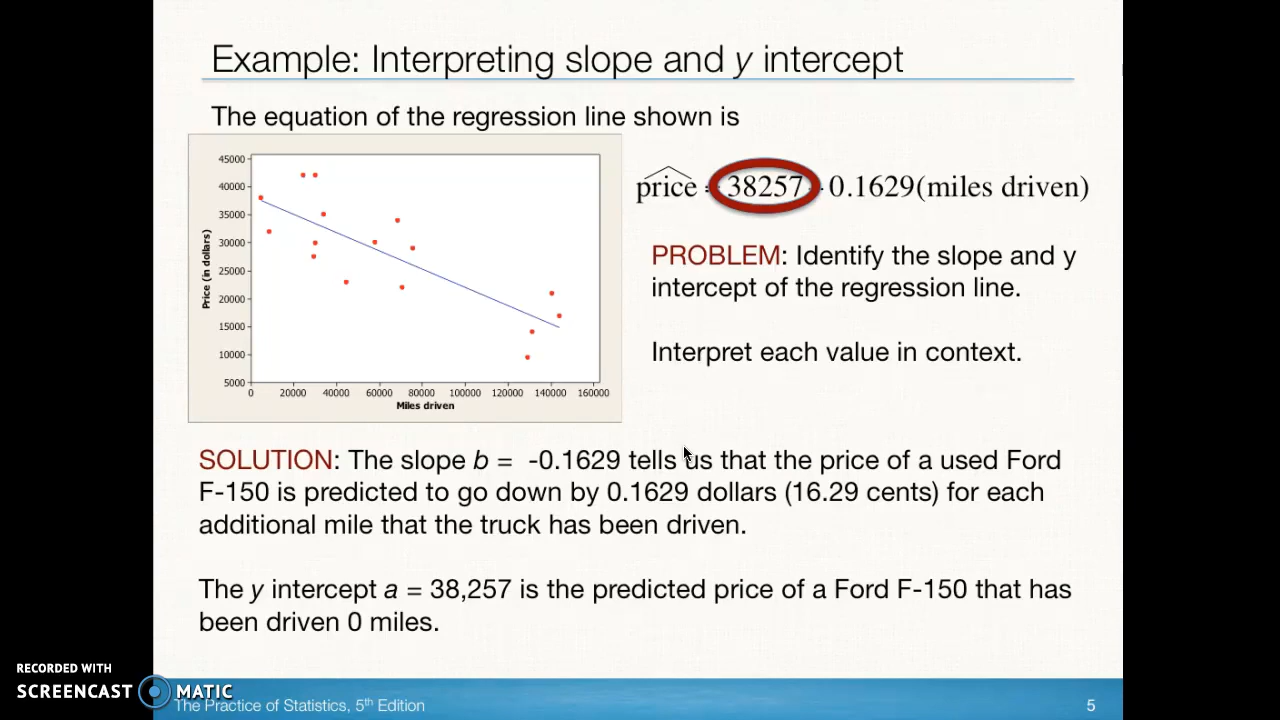 Example: Interpreting slope and y intercept
The equation of the regression line shown is
45000
40000
35000
30000
25000
20000
15000
10000
5000
Price (in dollars)
0 20000 40000 60000 80000 100000 120000 140000 160000
Miles driven
price = 38257 - 0.1629(miles driven)
PROBLEM: Identify the slope and y
intercept of the regression line.
Interpret each value in context.
SOLUTION: The slope b = -0.1629 tells us that the price of a used Ford
F-150 is predicted to go down by 0.1629 dollars (16.29 cents) for each
additional mile that the truck has been driven.
The y intercept a = 38,257 is the predicted price of a Ford F-150 that has
been driven 0 miles.
RECORDED WITH
SCREENCAST MATIC
The Practice of Statistics, 5th Edition
5